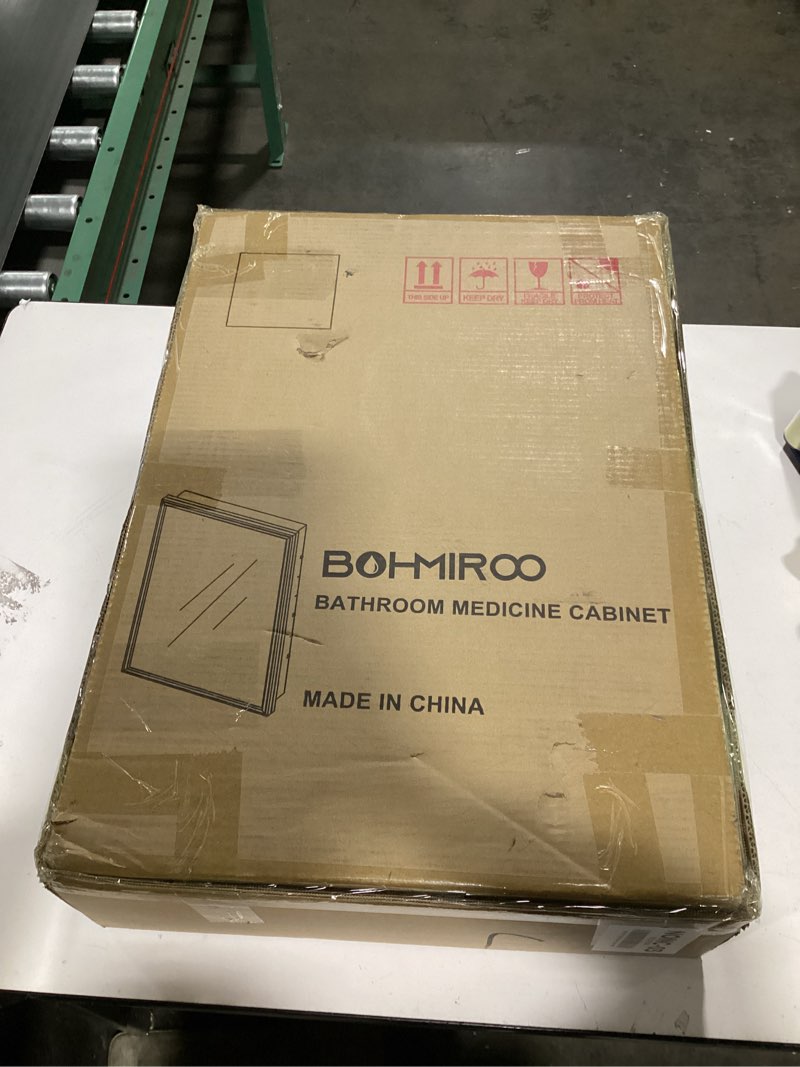 THIS SIDE UP
KEEP DRY
BOHMIROO
BATHROOM MEDICINE CABINET
MADE IN CHINA